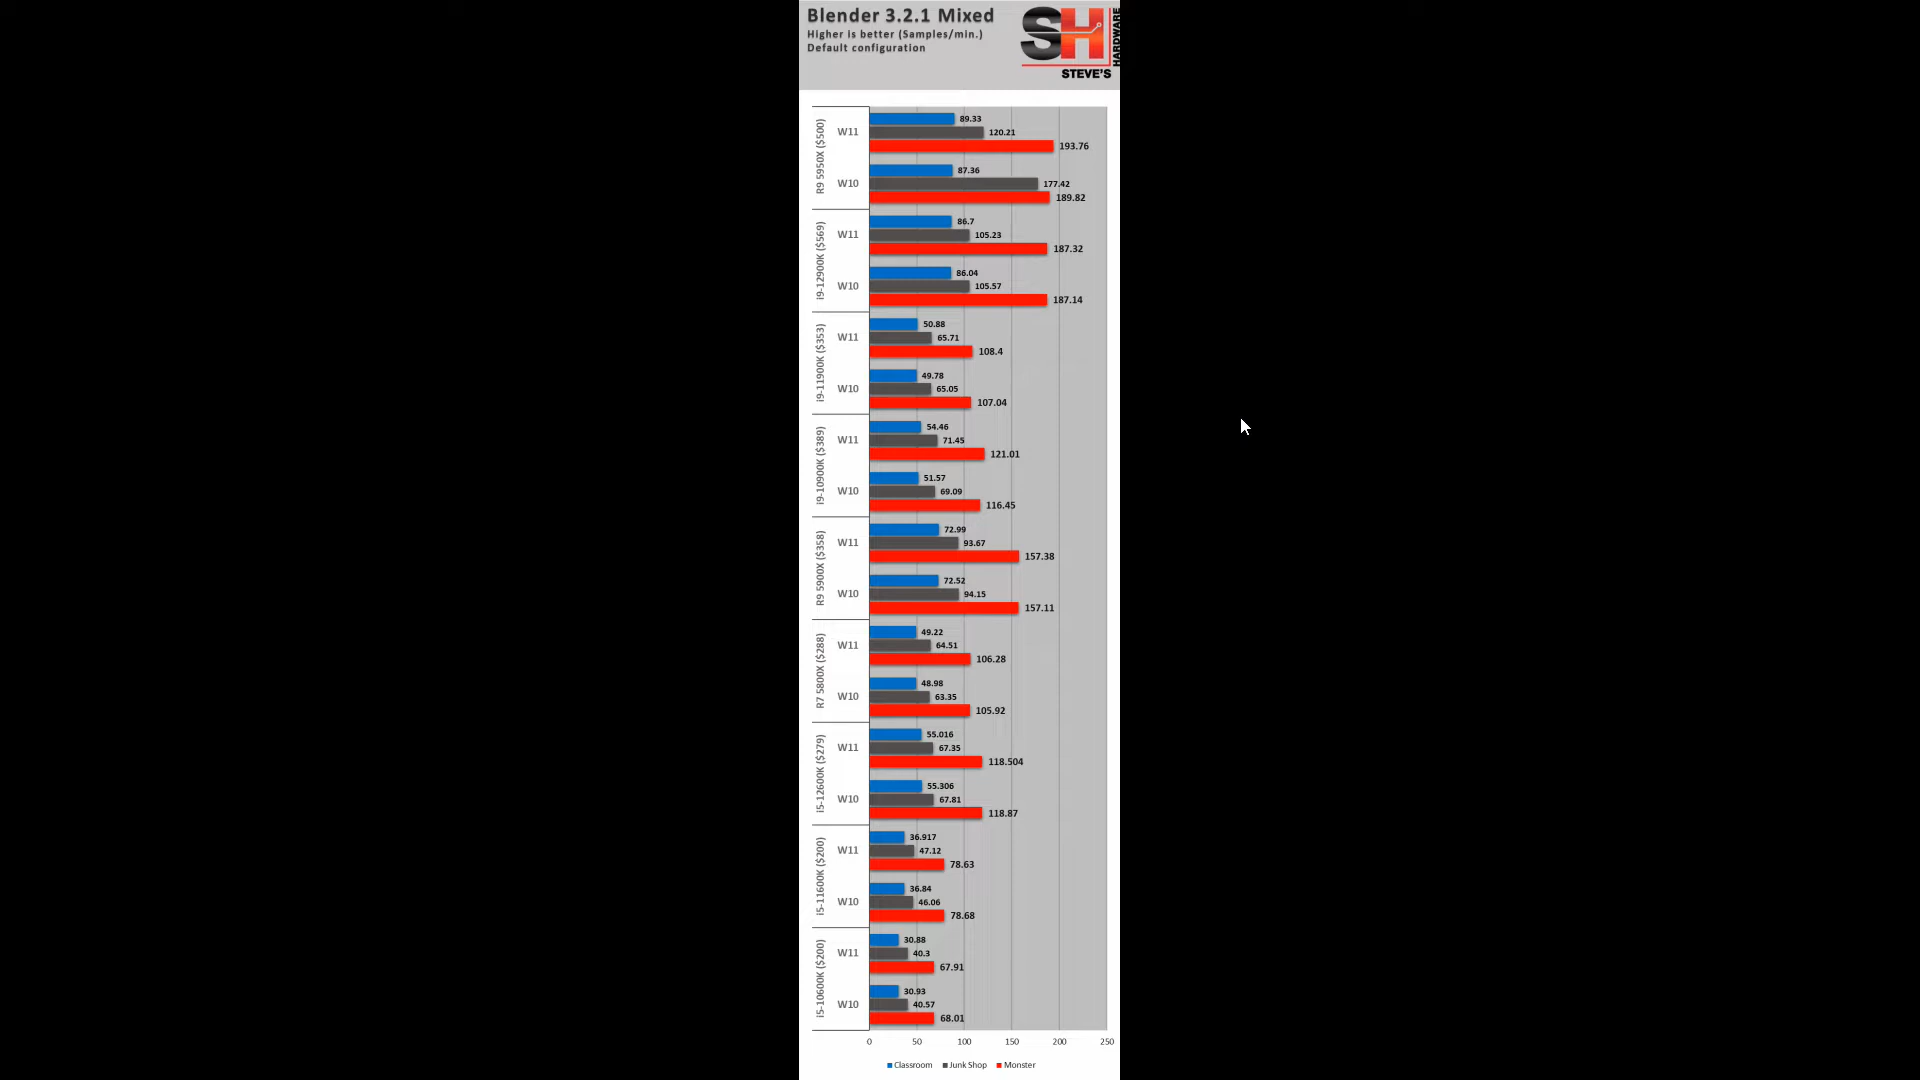 Blender 3.2.1 Mixed
Higher is better (Samples/min.)
Default configuration
SH
HARDWARE
STEVE'S
R9 5950X ($500)
W11
89.33
120.21
193.76
W10
87.36
177.42
189.82
i9-12900K ($569)
W11
86.7
105.23
187.32
W10
86.04
105.57
187.14
i9-11900K ($353)
W11
50.88
65.71
108.4
W10
49.78
65.05
107.04
i9-10900K ($389)
W11
54.46
71.45
121.01
W10
51.57
69.09
116.45
R9 5900X ($358)
W11
72.99
93.67
157.38
W10
72.52
94.15
157.11
R7 5800X ($288)
W11
49.22
64.51
106.28
W10
48.98
63.35
105.92
i5-12600K ($279)
W11
55.016
67.35
118.504
W10
55.306
67.81
118.87
i5-11600K ($200)
W11
36.917
47.12
78.63
W10
36.84
46.06
78.68
i5-10600K ($200)
W11
30.88
40.3
67.91
W10
30.93
40.57
68.01
0 50 100 150 200 250
Classroom Junk Shop Monster